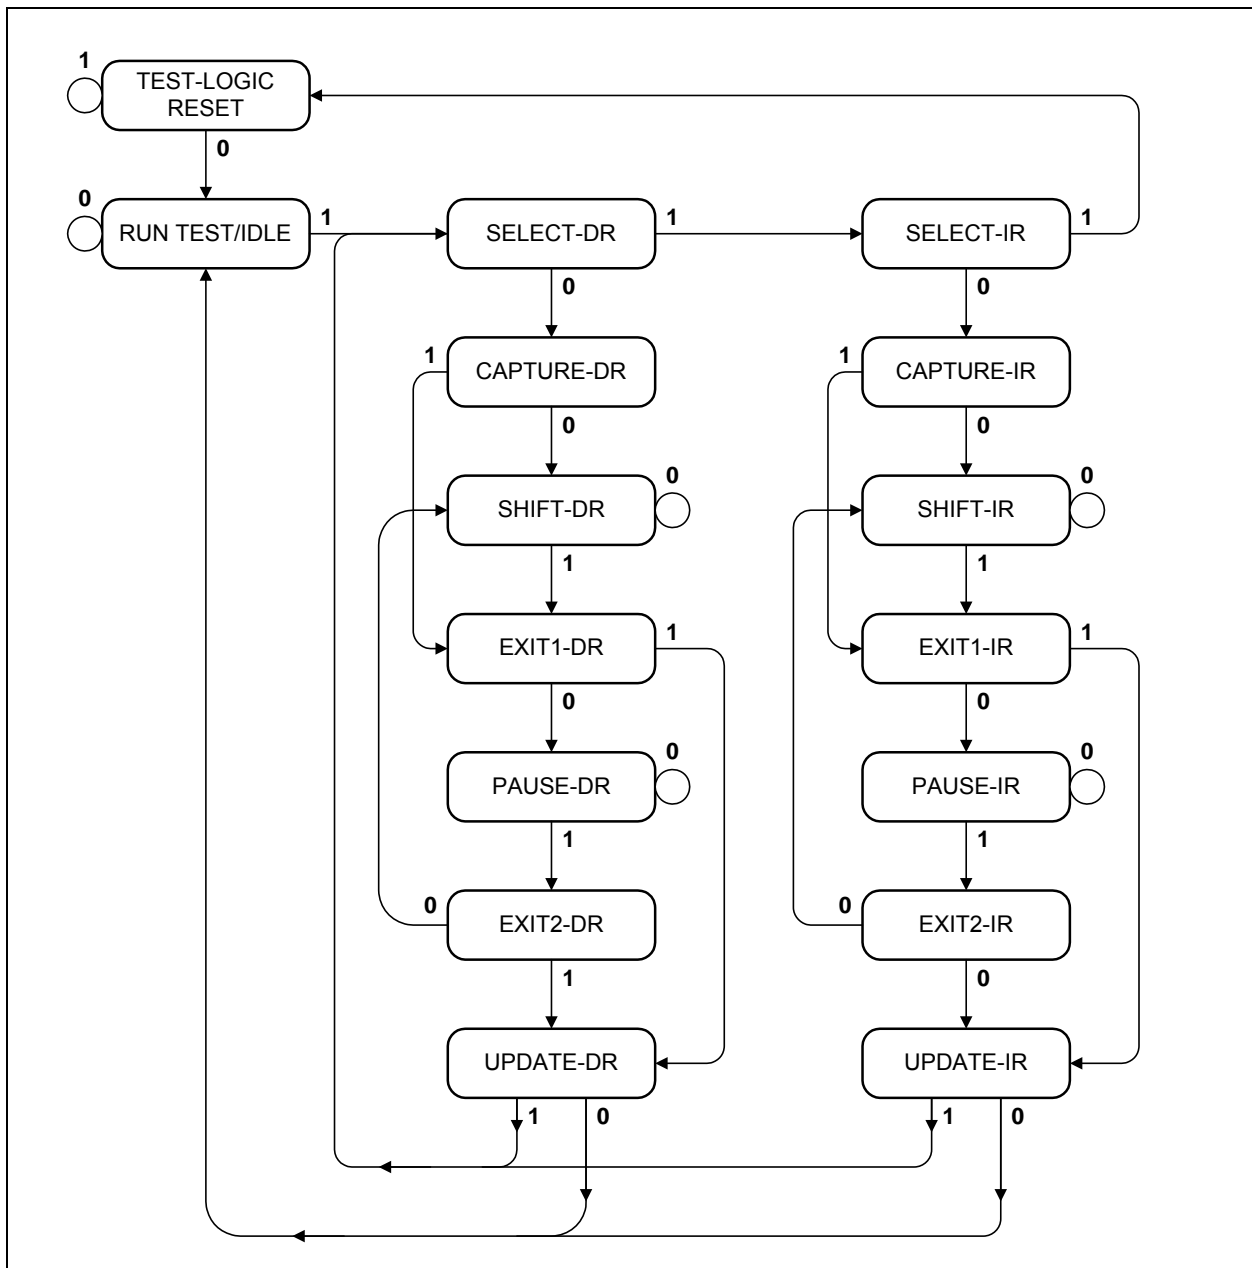 1
TEST-LOGIC
RESET
0
0
RUN TEST/IDLE
1
SELECT-DR
1
SELECT-IR
1
0
0
1
CAPTURE-DR
1
CAPTURE-IR
0
0
SHIFT-DR
0
SHIFT-IR
0
1
1
EXIT1-DR
1
EXIT1-IR
1
0
0
PAUSE-DR
0
PAUSE-IR
0
1
1
0
EXIT2-DR
0
EXIT2-IR
1
0
UPDATE-DR
UPDATE-IR
1
0
1
0